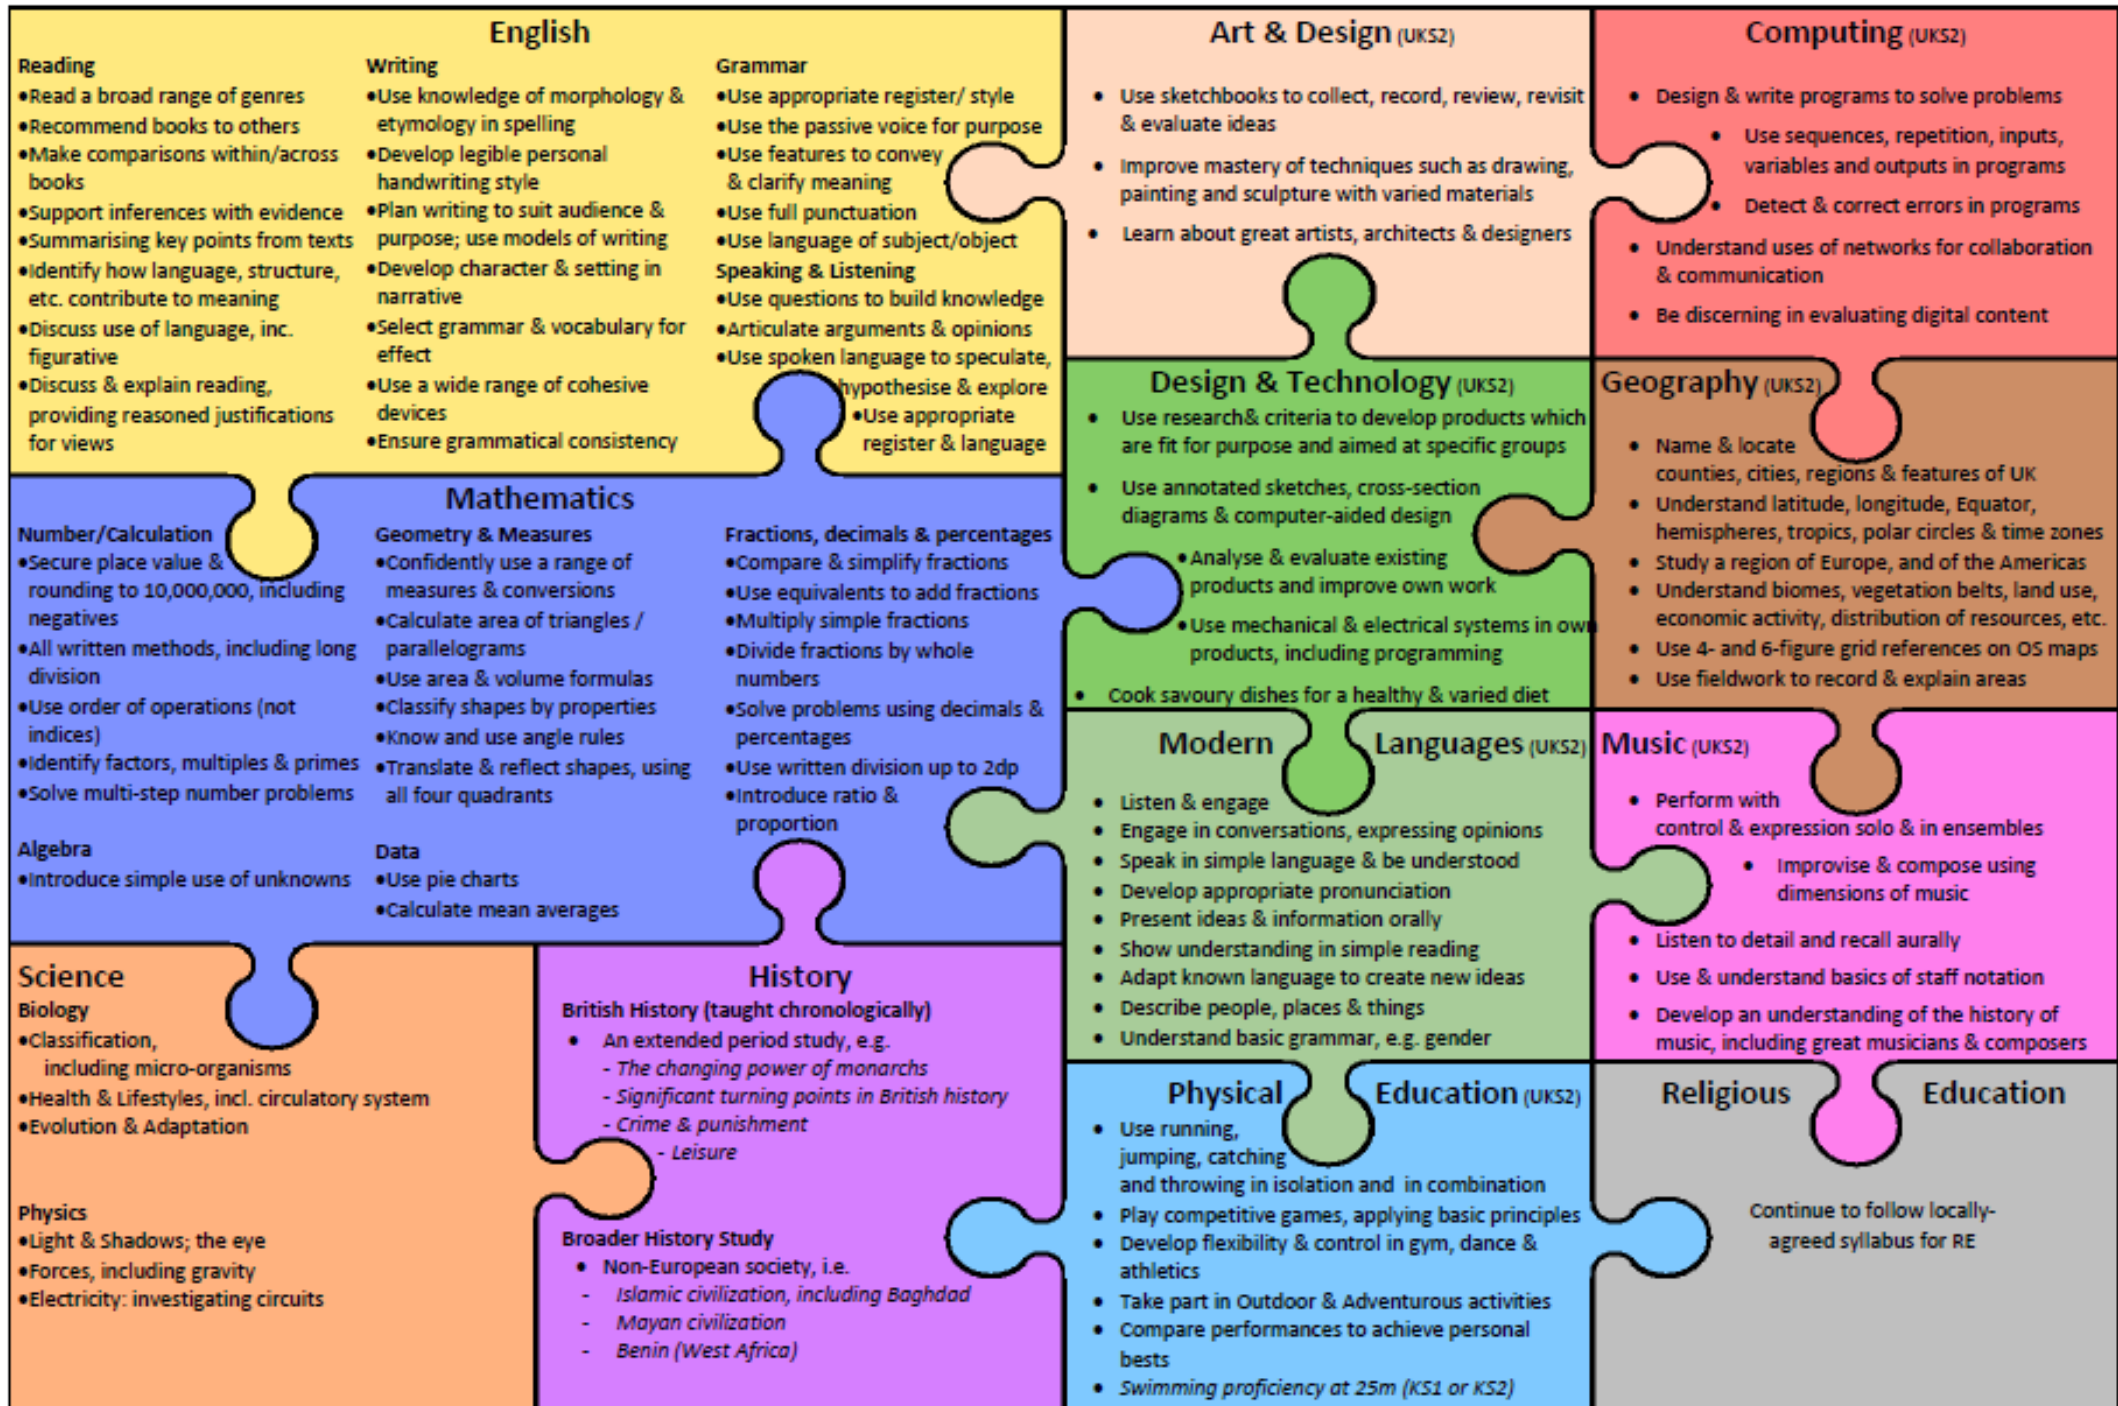 English
Reading
•Read a broad range of genres
•Recommend books to others
•Make comparisons within/across
books
•Support inferences with evidence
•Summarising key points from texts
•Identify how language, structure,
etc. contribute to meaning
•Discuss use of language, inc.
figurative
•Discuss & explain reading,
providing reasoned justifications
for views
Writing
•Use knowledge of morphology &
etymology in spelling
•Develop legible personal
handwriting style
•Plan writing to suit audience &
purpose; use models of writing
•Develop character & setting in
narrative
•Select grammar & vocabulary for
effect
•Use a wide range of cohesive
devices
•Ensure grammatical consistency
Grammar
•Use appropriate register/ style
•Use the passive voice for purpose
•Use features to convey
& clarify meaning
•Use full punctuation
•Use language of subject/object
Speaking & Listening
•Use questions to build knowledge
•Articulate arguments & opinions
•Use spoken language to speculate,
hypothesise & explore
•Use appropriate
register & language
Art & Design (UKS2)
• Use sketchbooks to collect, record, review, revisit
& evaluate ideas
• Improve mastery of techniques such as drawing,
painting and sculpture with varied materials
• Learn about great artists, architects & designers
Computing (UKS2)
• Design & write programs to solve problems
• Use sequences, repetition, inputs,
variables and outputs in programs
• Detect & correct errors in programs
• Understand uses of networks for collaboration
& communication
• Be discerning in evaluating digital content
Mathematics
Number/Calculation
•Secure place value &
rounding to 10,000,000, including
negatives
•All written methods, including long
division
•Use order of operations (not
indices)
•Identify factors, multiples & primes
•Solve multi-step number problems
Algebra
•Introduce simple use of unknowns
Geometry & Measures
•Confidently use a range of
measures & conversions
•Calculate area of triangles /
parallelograms
•Use area & volume formulas
•Classify shapes by properties
•Know and use angle rules
•Translate & reflect shapes, using
all four quadrants
Data
•Use pie charts
•Calculate mean averages
Fractions, decimals & percentages
•Compare & simplify fractions
•Use equivalents to add fractions
•Multiply simple fractions
•Divide fractions by whole
numbers
•Solve problems using decimals &
percentages
•Use written division up to 2dp
•Introduce ratio &
proportion
Design & Technology (UKS2)
• Use research& criteria to develop products which
are fit for purpose and aimed at specific groups
• Use annotated sketches, cross-section
diagrams & computer-aided design
•Analyse & evaluate existing
products and improve own work
•Use mechanical & electrical systems in own
products, including programming
• Cook savoury dishes for a healthy & varied diet
Geography (UKS2)
• Name & locate
counties, cities, regions & features of UK
• Understand latitude, longitude, Equator,
hemispheres, tropics, polar circles & time zones
• Study a region of Europe, and of the Americas
• Understand biomes, vegetation belts, land use,
economic activity, distribution of resources, etc.
• Use 4- and 6-figure grid references on OS maps
• Use fieldwork to record & explain areas
Modern Languages (UKS2)
• Listen & engage
• Engage in conversations, expressing opinions
• Speak in simple language & be understood
• Develop appropriate pronunciation
• Present ideas & information orally
• Show understanding in simple reading
• Adapt known language to create new ideas
• Describe people, places & things
• Understand basic grammar, e.g. gender
Music (UKS2)
• Perform with
control & expression solo & in ensembles
• Improvise & compose using
dimensions of music
• Listen to detail and recall aurally
• Use & understand basics of staff notation
• Develop an understanding of the history of
music, including great musicians & composers
Science
Biology
•Classification,
including micro-organisms
•Health & Lifestyles, incl. circulatory system
•Evolution & Adaptation
Physics
•Light & Shadows; the eye
•Forces, including gravity
•Electricity: investigating circuits
History
British History (taught chronologically)
• An extended period study, e.g.
- The changing power of monarchs
- Significant turning points in British history
- Crime & punishment
- Leisure
Broader History Study
• Non-European society, i.e.
- Islamic civilization, including Baghdad
- Mayan civilization
- Benin (West Africa)
Physical Education (UKS2)
• Use running,
jumping, catching
and throwing in isolation and in combination
• Play competitive games, applying basic principles
• Develop flexibility & control in gym, dance &
athletics
• Take part in Outdoor & Adventurous activities
• Compare performances to achieve personal
bests
• Swimming proficiency at 25m (KS1 or KS2)
Religious Education
Continue to follow locally-
agreed syllabus for RE